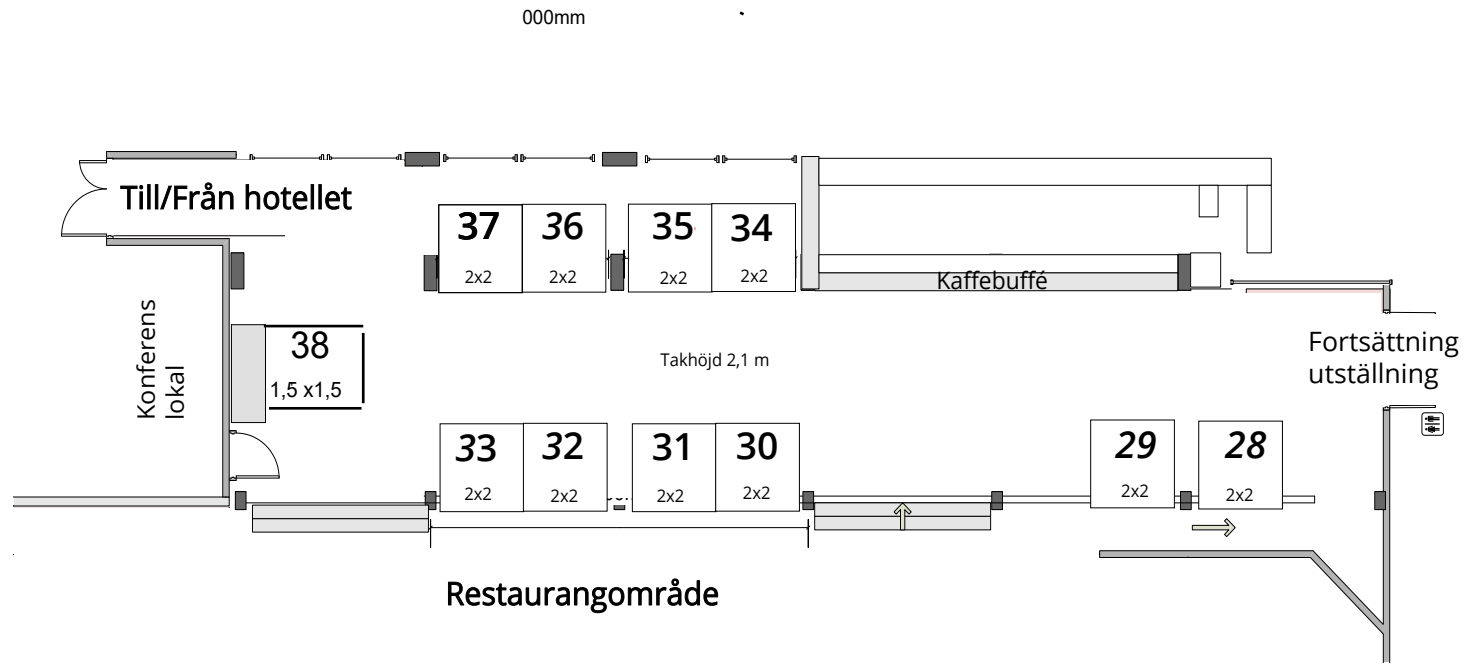 000mm
Till/Från hotellet
37
2x2
36
2x2
35
2x2
34
2x2
Kaffebuffé
Konferens
lokal
38
1,5 x1,5
Takhöjd 2,1 m
Fortsättning
utställning
33
2x2
32
2x2
31
2x2
30
2x2
29
2x2
28
2x2
Restaurangområde